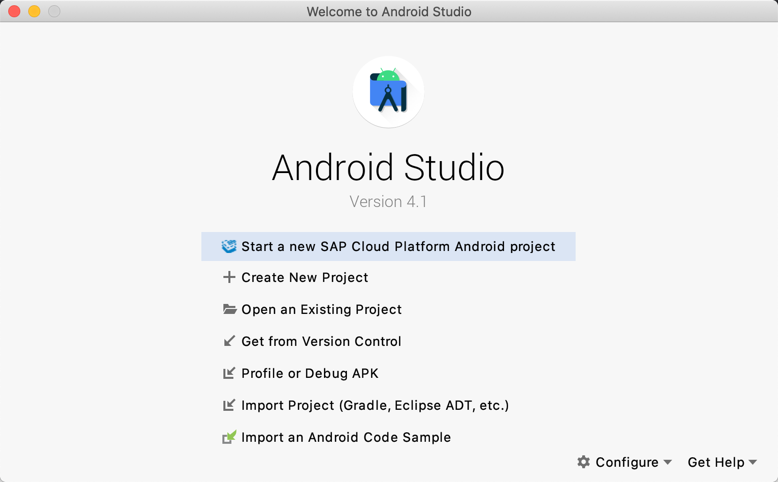 Welcome to Android Studio
Android Studio
Version 4.1
Start a new SAP Cloud Platform Android project
Create New Project
Open an Existing Project
Get from Version Control
Profile or Debug APK
Import Project (Gradle, Eclipse ADT, etc.)
Import an Android Code Sample
Configure Get Help